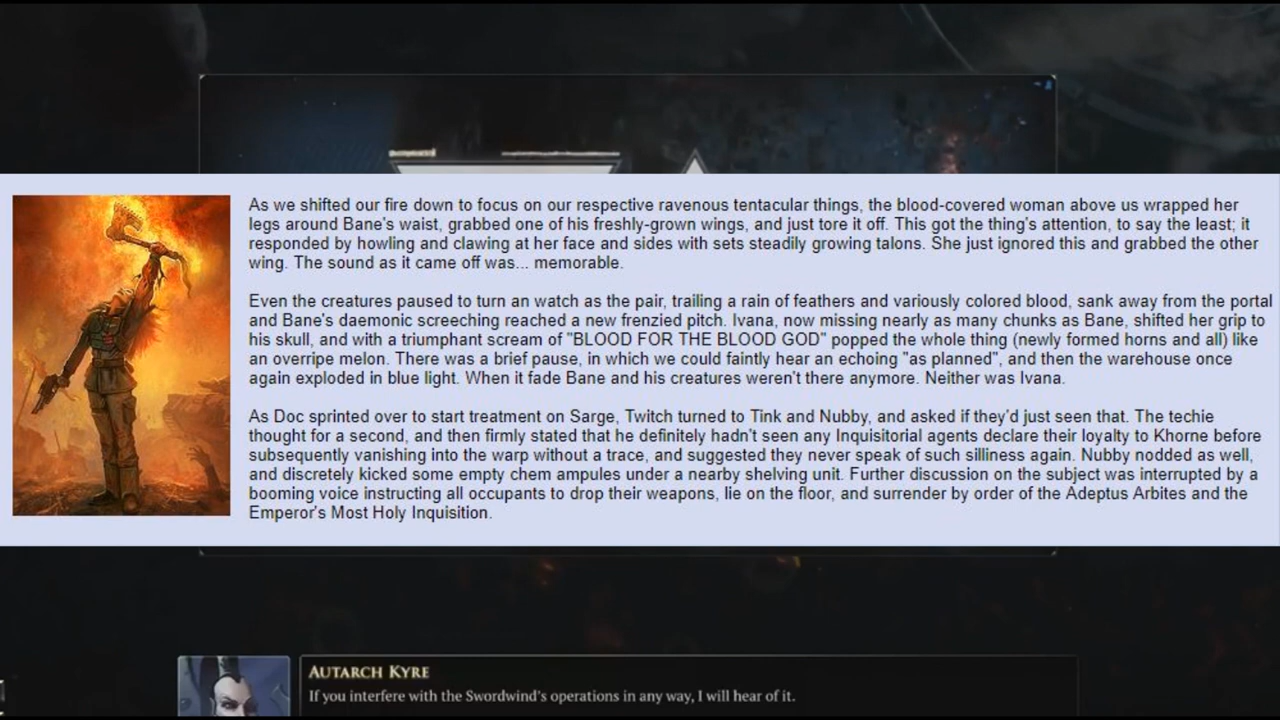 As we shifted our fire down to focus on our respective ravenous tentacular things, the blood-covered woman above us wrapped her
legs around Bane's waist, grabbed one of his freshly-grown wings, and just tore it off. This got the thing's attention, to say the least; it
responded by howling and clawing at her face and sides with sets steadily growing talons. She just ignored this and grabbed the other
wing. The sound as it came off was... memorable.
Even the creatures paused to turn an watch as the pair, trailing a rain of feathers and variously colored blood, sank away from the portal
and Bane's daemonic screeching reached a new frenzied pitch. Ivana, now missing nearly as many chunks as Bane, shifted her grip to
his skull, and with a triumphant scream of "BLOOD FOR THE BLOOD GOD" popped the whole thing (newly formed horns and all) like
an overripe melon. There was a brief pause, in which we could faintly hear an echoing "as planned", and then the warehouse once
again exploded in blue light. When it fade Bane and his creatures weren't there anymore. Neither was Ivana.
As Doc sprinted over to start treatment on Sarge, Twitch turned to Tink and Nubby, and asked if they'd just seen that. The techie
thought for a second, and then firmly stated that he definitely hadn't seen any Inquisitorial agents declare their loyalty to Khorne before
subsequently vanishing into the warp without a trace, and suggested they never speak of such silliness again. Nubby nodded as well,
and discretely kicked some empty chem ampules under a nearby shelving unit. Further discussion on the subject was interrupted by a
booming voice instructing all occupants to drop their weapons, lie on the floor, and surrender by order of the Adeptus Arbites and the
Emperor's Most Holy Inquisition.
AUTARCH KYRE
If you interfere with the Swordwind's operations in any way, I will hear of it.